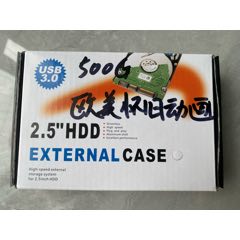 USB
3.0
500G
欧美怀旧动画
2.5"HDD
EXTERNAL CASE
High-speed external
storage system
for 2.5inch HDD